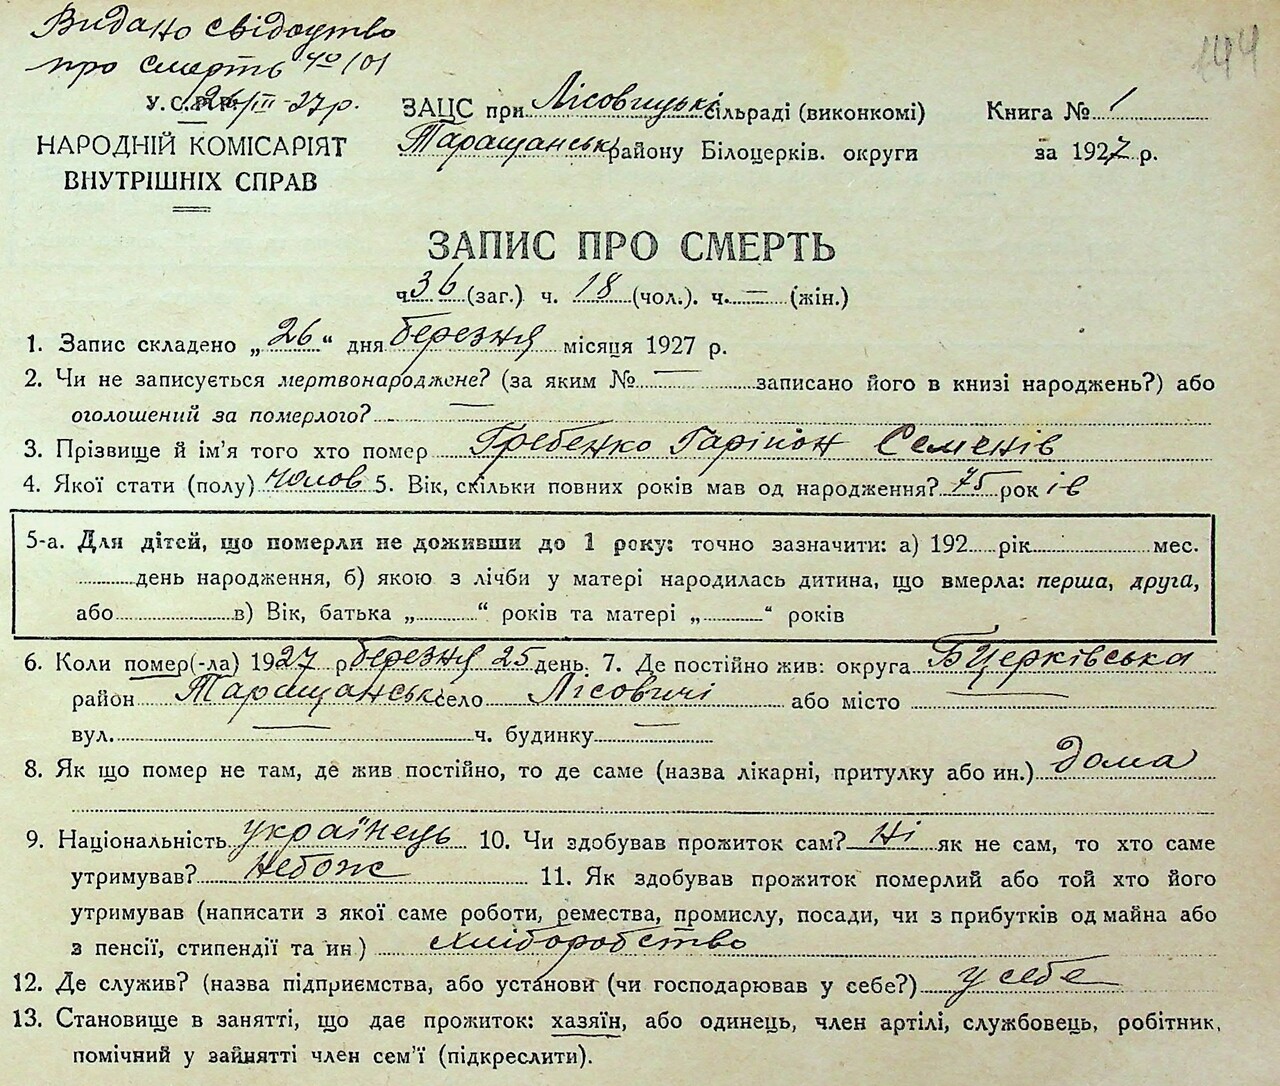 Видано свідоцтво
про смерть № 101
26/III-27 р.
144
У.С.Р.Р.
НАРОДНІЙ КОМІСАРІЯТ
ВНУТРІШНІХ СПРАВ
ЗАЦС при Лісовицькі сільраді (виконкомі)
Таращанськ району Білоцерків. округи
Книга № 1
за 1927 р.
ЗАПИС ПРО СМЕРТЬ
ч. 36 (заг.) ч. 18 (чол.). ч. — (жін.)
1. Запис складено „26“ дня березня місяця 1927 р.
2. Чи не записується мертвонароджене? (за яким № — записано його в книзі народжень?) або
оголошений за померлого? —
3. Прізвище й ім'я того хто помер Гребенко Гаріпон Семенів
4. Якої стати (полу) чолов 5. Вік, скільки повних років мав од народження? 75 років
5-а. Для дітей, що померли не доживши до 1 року: точно зазначити: а) 192 рік мес.
день народження, б) якою з лічби у матері народилась дитина, що вмерла: перша, друга,
або в) Вік, батька „ “ років та матері „ “ років
6. Коли помер(-ла) 1927 р березня 25 день. 7. Де постійно жив: округа БЦерківська
район Таращанськ село Лісовичі або місто —
вул. — ч. будинку —
8. Як що помер не там, де жив постійно, то де саме (назва лікарні, притулку або ин.) дома
9. Національність українець 10. Чи здобував прожиток сам? Ні як не сам, то хто саме
утримував? Небож 11. Як здобував прожиток померлий або той хто його
утримував (написати з якої саме роботи, ремества, промислу, посади, чи з прибутків од майна або
з пенсії, стипендії та ин) хліборобство
12. Де служив? (назва підприємства, або установи (чи господарював у себе?) у себе
13. Становище в занятті, що дає прожиток: хазяїн, або одинець, член артілі, службовець, робітник,
помічний у зайнятті член сем'ї (підкреслити).